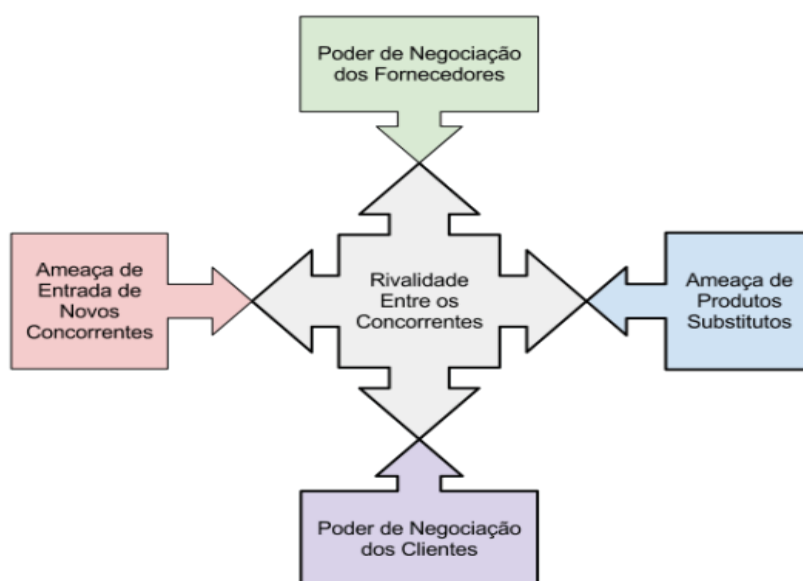 Poder de Negociação
dos Fornecedores
Ameaça de
Entrada de
Novos
Concorrentes
Rivalidade
Entre os
Concorrentes
Ameaça de
Produtos
Substitutos
Poder de Negociação
dos Clientes